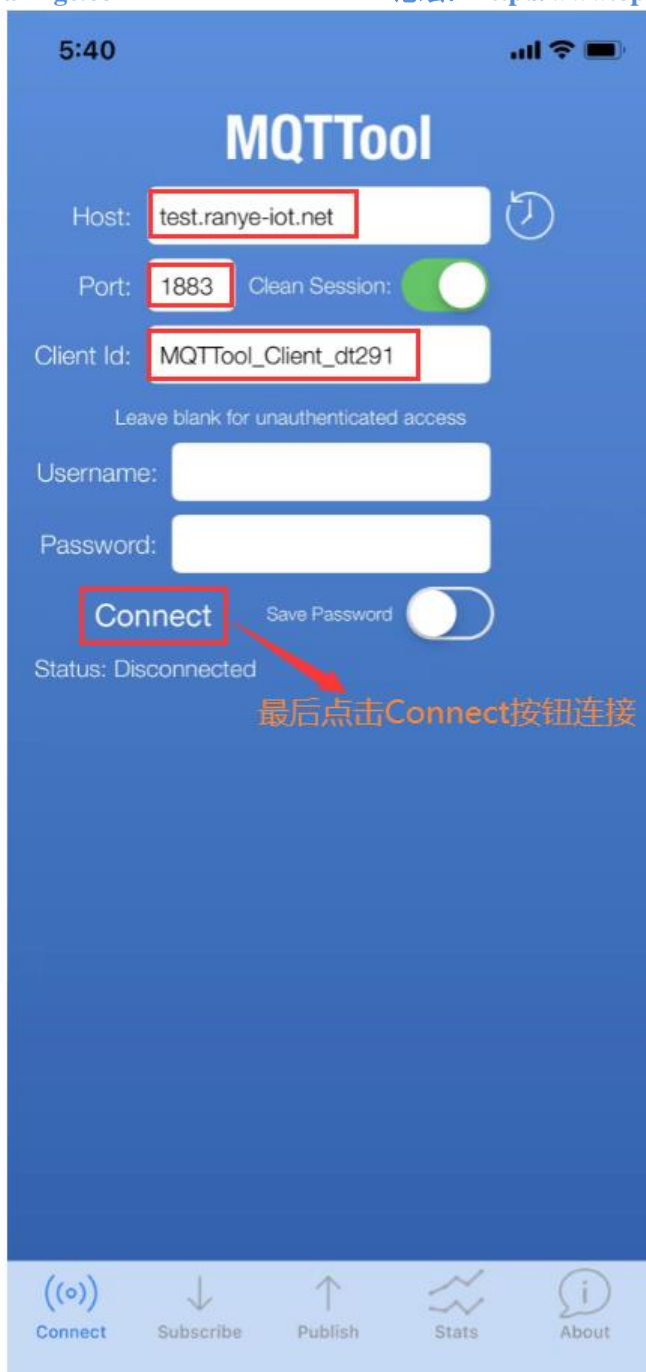 5:40
MQTTool
Host: test.ranye-iot.net
Port: 1883 Clean Session:
Client Id: MQTTool_Client_dt291
Leave blank for unauthenticated access
Username:
Password:
Connect Save Password
Status: Disconnected
最后点击Connect按钮连接
Connect Subscribe Publish Stats About